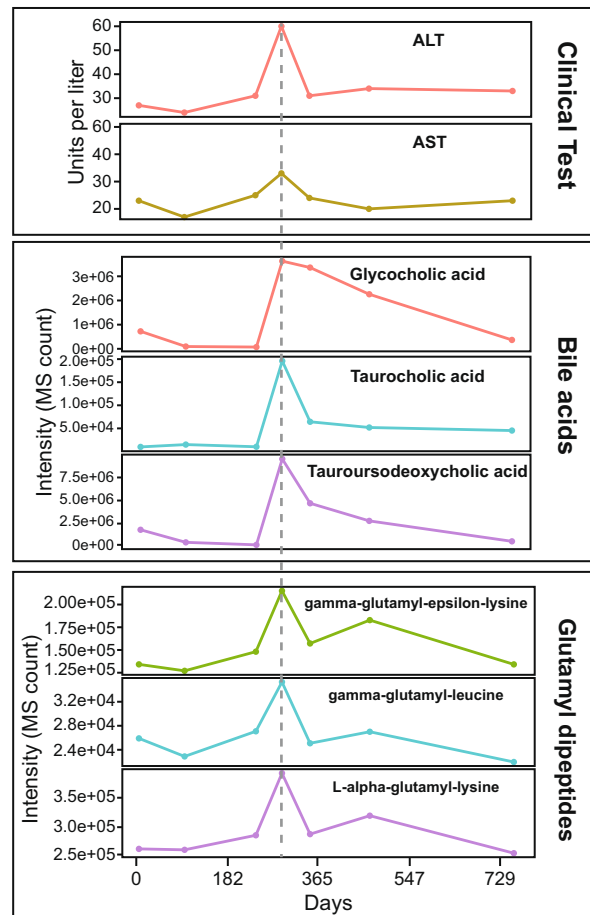 Clinical Test
Units per liter
ALT
60
50
40
30
AST
60
30
20
Bile acids
Intensity (MS count)
Glycocholic acid
3e+06
2e+06
1e+06
0e+00
Taurocholic acid
2.0e+05
1.5e+05
1.0e+05
5.0e+04
Tauroursodeoxycholic acid
7.5e+06
5.0e+06
2.5e+06
0e+00
Glutamyl dipeptides
Intensity (MS count)
gamma-glutamyl-epsilon-lysine
2.00e+05
1.75e+05
1.50e+05
1.25e+05
gamma-glutamyl-leucine
3.2e+04
2.8e+04
2.4e+04
L-alpha-glutamyl-lysine
3.5e+05
3.0e+05
2.5e+05
0 182 365 547 729
Days